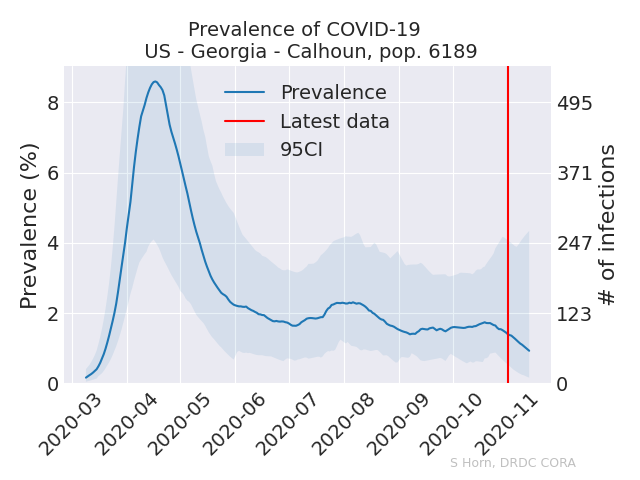 Prevalence of COVID-19
US - Georgia - Calhoun, pop. 6189
Prevalence
Latest data
95CI
Prevalence (%)
8
6
4
2
0
495
371
247
123
0
# of infections
2020-03
2020-04
2020-05
2020-06
2020-07
2020-08
2020-09
2020-10
2020-11
S Horn, DRDC CORA